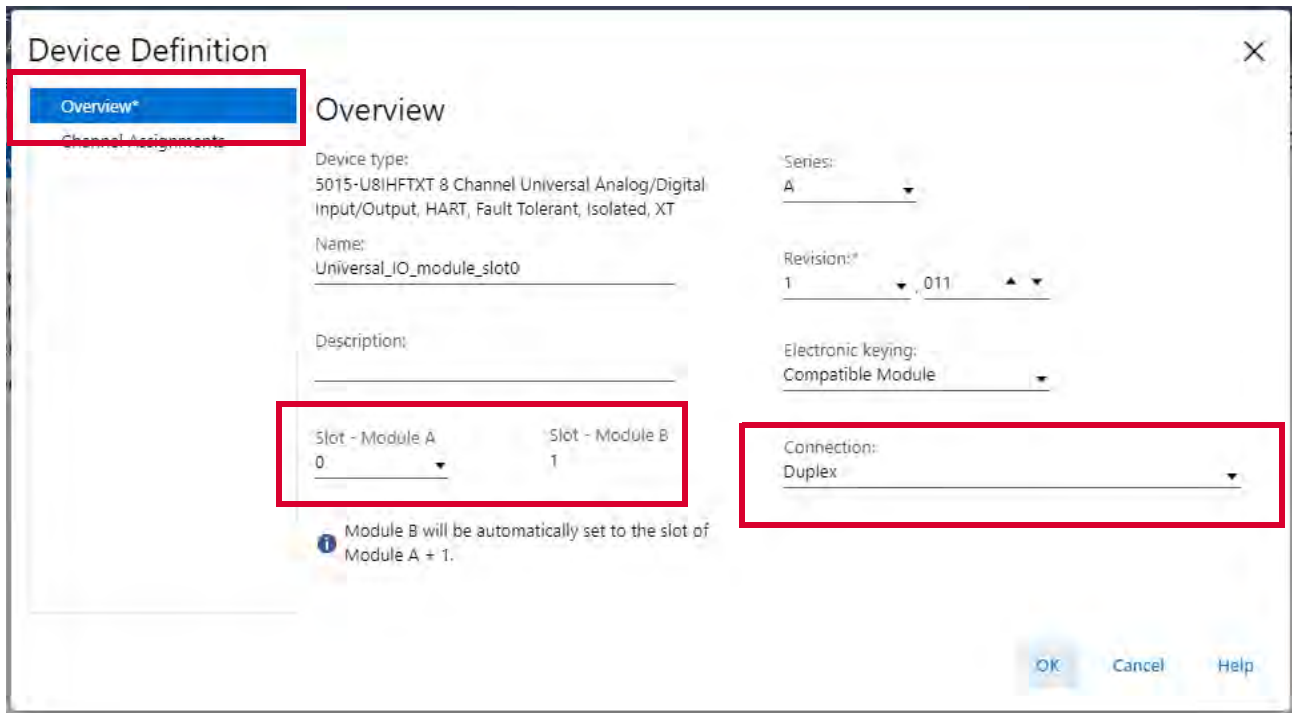 Device Definition
Overview*
Channel Assignments
Overview
Device type:
5015-U8IHFTXT 8 Channel Universal Analog/Digital
Input/Output, HART, Fault Tolerant, Isolated, XT
Name:
Universal_IO_module_slot0
Description:
Slot - Module A
0
Slot - Module B
1
Module B will be automatically set to the slot of
Module A + 1.
Series:
A
Revision:*
1 . 011
Electronic keying:
Compatible Module
Connection:
Duplex
OK Cancel Help